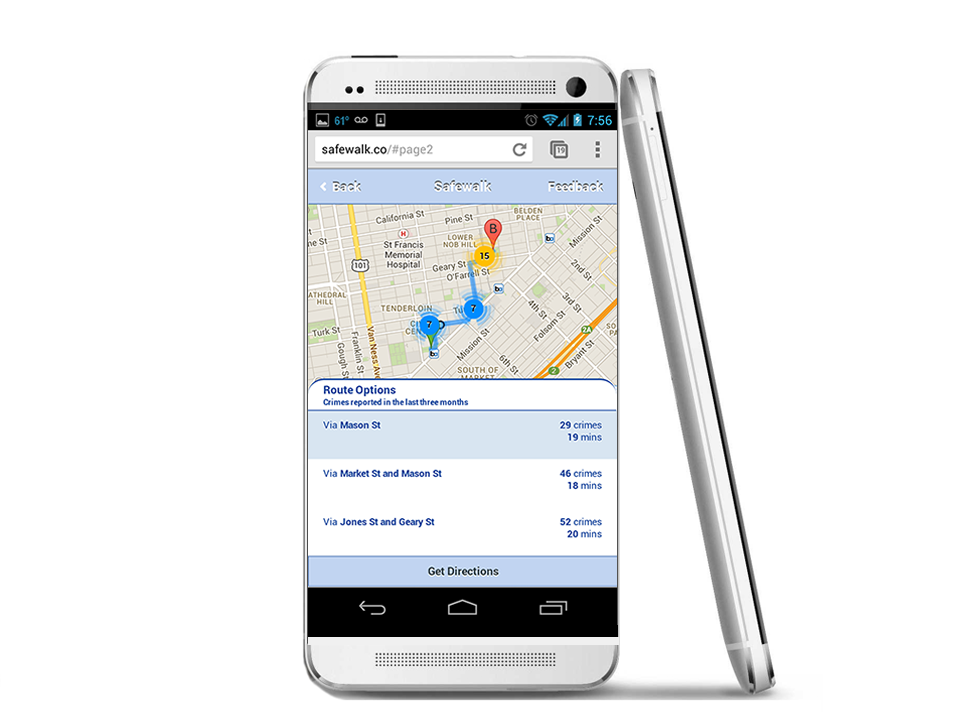 61°
7:56
safewalk.co/#page2
19
Back
Safewalk
Feedback
California St
Pine St
BELDEN
PLACE
Mission St
H
St Francis
Memorial
Hospital
LOWER
NOB HILL
B
15
101
Geary St
O'Farrell St
2nd St
3rd St
4th St
ATHEDRAL
HILL
TENDERLOIN
7
7
Turk St
Gough St
Franklin St
Van Ness Ave
Mission St
Folsom St
6th St
Bryant St
2A
2
SOUTH OF
MARKET
Route Options
Crimes reported in the last three months
Via Mason St
29 crimes
19 mins
Via Market St and Mason St
46 crimes
18 mins
Via Jones St and Geary St
52 crimes
20 mins
Get Directions